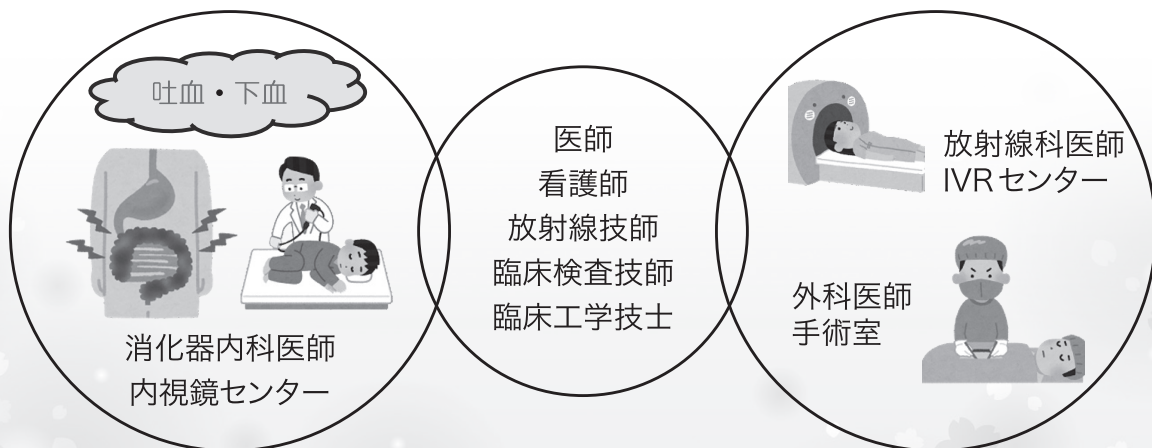 吐血・下血
消化器内科医師
内視鏡センター
医師
看護師
放射線技師
臨床検査技師
臨床工学技士
放射線科医師
IVRセンター
外科医師
手術室